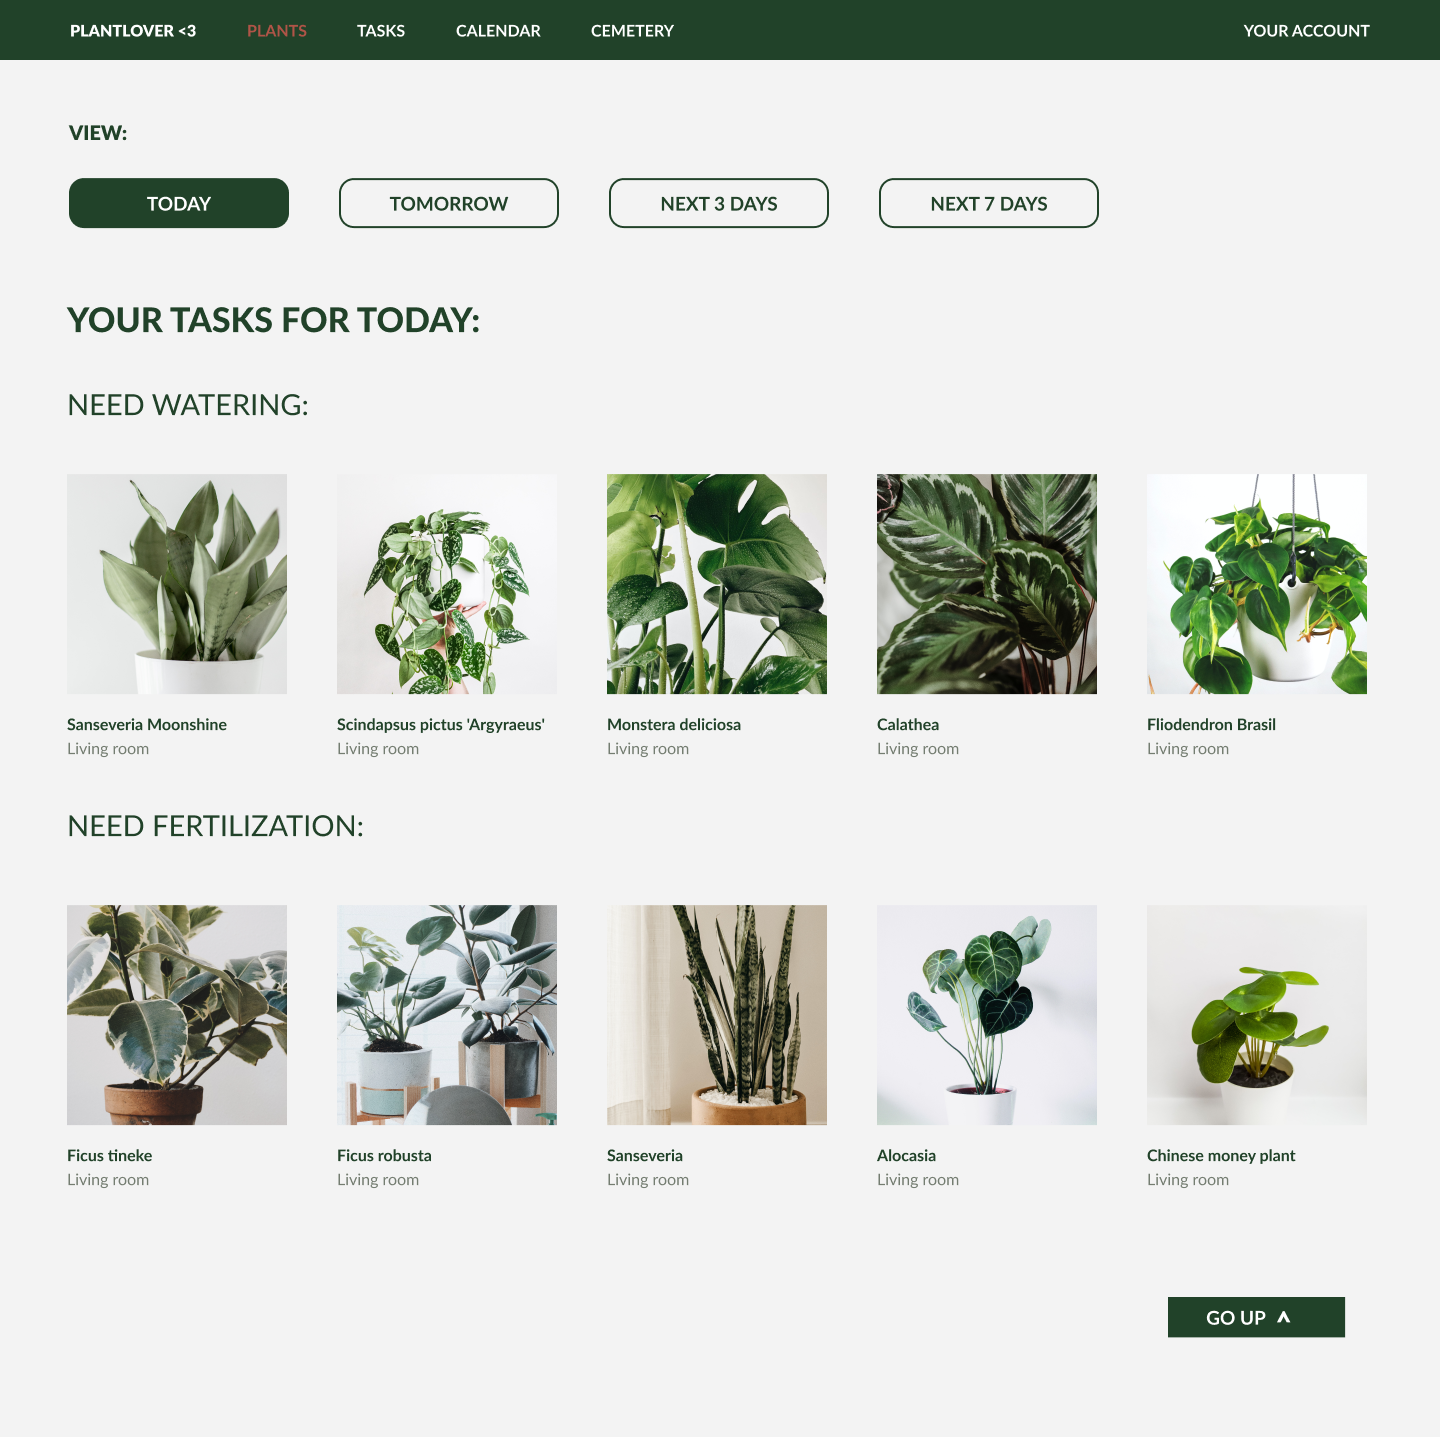 PLANTLOVER <3 PLANTS TASKS CALENDAR CEMETERY YOUR ACCOUNT
VIEW:
TODAY TOMORROW NEXT 3 DAYS NEXT 7 DAYS
YOUR TASKS FOR TODAY:
NEED WATERING:
Sanseveria Moonshine Scindapsus pictus 'Argyraeus' Monstera deliciosa Calathea Fliodendron Brasil
Living room Living room Living room Living room Living room
NEED FERTILIZATION:
Ficus tineke Ficus robusta Sanseveria Alocasia Chinese money plant
Living room Living room Living room Living room Living room
GO UP